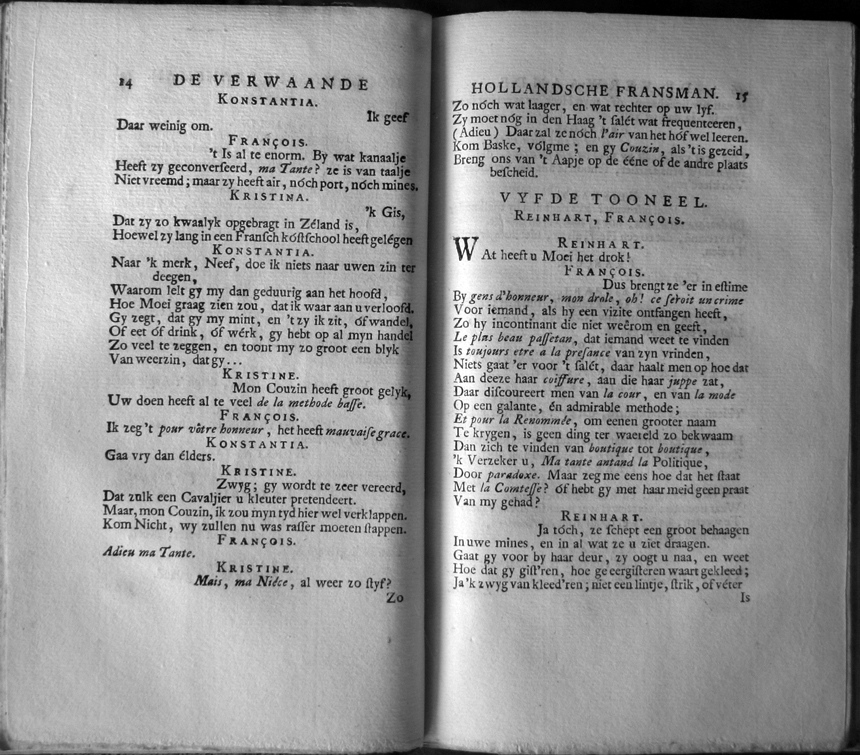 14 DE VERWAANDE
KONSTANTIA.
Ik geef
Daar weinig om.
FRANÇOIS.
't Is al te enorm. By wat kanaalje
Heeft zy geconverseerd, ma Tante? ze is van taalje
Niet vreemd; maar zy heeft air, nóch port, nóch mines.
KRISTINA.
'k Gis,
Dat zy zo kwaalyk opgebragt in Zéland is,
Hoewel zy lang in een Fransch kóstschool heeft gelégen
KONSTANTIA.
Naar 'k merk, Neef, doe ik niets naar uwen zin ter
deegen,
Waarom lelt gy my dan geduurig aan het hoofd,
Hoe Moei graag zien zou, dat ik waar aan u verloofd.
Gy zegt, dat gy my mint, en 't zy ik zit, óf wandel,
Of eet óf drink, óf wérk, gy hebt op al myn handel
Zo veel te zeggen, en toont my zo groot een blyk
Van weerzin, dat gy...
KRISTINE.
Mon Couzin heeft groot gelyk,
Uw doen heeft al te veel de la methode basse.
FRANÇOIS.
Ik zeg 't pour vôtre honneur, het heeft mauvaise grace.
KONSTANTIA.
Gaa vry dan élders.
KRISTINE.
Zwyg; gy wordt te zeer vereerd,
Dat zulk een Cavaljier u kleuter pretendeert.
Maar, mon Couzin, ik zou myn tyd hier wel verklappen.
Kom Nicht, wy zullen nu was rasser moeten stappen.
FRANÇOIS.
Adieu ma Tante.
KRISTINE.
Mais, ma Niéce, al weer zo styf?
Zo
HOLLANDSCHE FRANSMAN. 15
Zo nóch wat laager, en wat rechter op uw lyf.
Zy moet nóg in den Haag 't salét wat frequenteeren,
(Adieu) Daar zal ze nóch l'air van het hóf wel leeren.
Kom Baske, vólgme; en gy Couzin, als 't is gezeid,
Breng ons van 't Aapje op de ééne of de andre plaats
bescheid.
VYFDE TOONEEL.
REINHART, FRANÇOIS.
REINHART.
WAt heeft u Moei het drok!
FRANÇOIS.
Dus brengt ze 'er in estime
By gens d'honneur, mon drole, oh! ce seroit un crime
Voor iemand, als hy een vizite ontfangen heeft,
Zo hy incontinant die niet weêrom en geeft,
Le plus beau passetan, dat iemand weet te vinden
Is toujours etre a la presance van zyn vrinden,
Niets gaat 'er voor 't salét, daar haalt men op hoe dat
Aan deeze haar coiffure, aan die haar juppe zat,
Daar discoureert men van la cour, en van la mode
Op een galante, én admirable methode;
Et pour la Renommée, om eenen grooter naam
Te krygen, is geen ding ter waereld zo bekwaam
Dan zich te vinden van boutique tot boutique,
'k Verzeker u, Ma tante antand la Politique,
Door paradoxe. Maar zeg me eens hoe dat het staat
Met la Comtesse? óf hebt gy met haar meid geen praat
Van my gehad?
REINHART.
Ja tóch, ze schépt een groot behaagen
In uwe mines, en in al wat ze u ziet draagen.
Gaat gy voor by haar deur, zy oogt u naa, en weet
Hoe dat gy gist'ren, hoe ge eergisteren waart gekleed;
Ja 'k zwyg van kleed'ren; niet een lintje, strik, of véter
Is